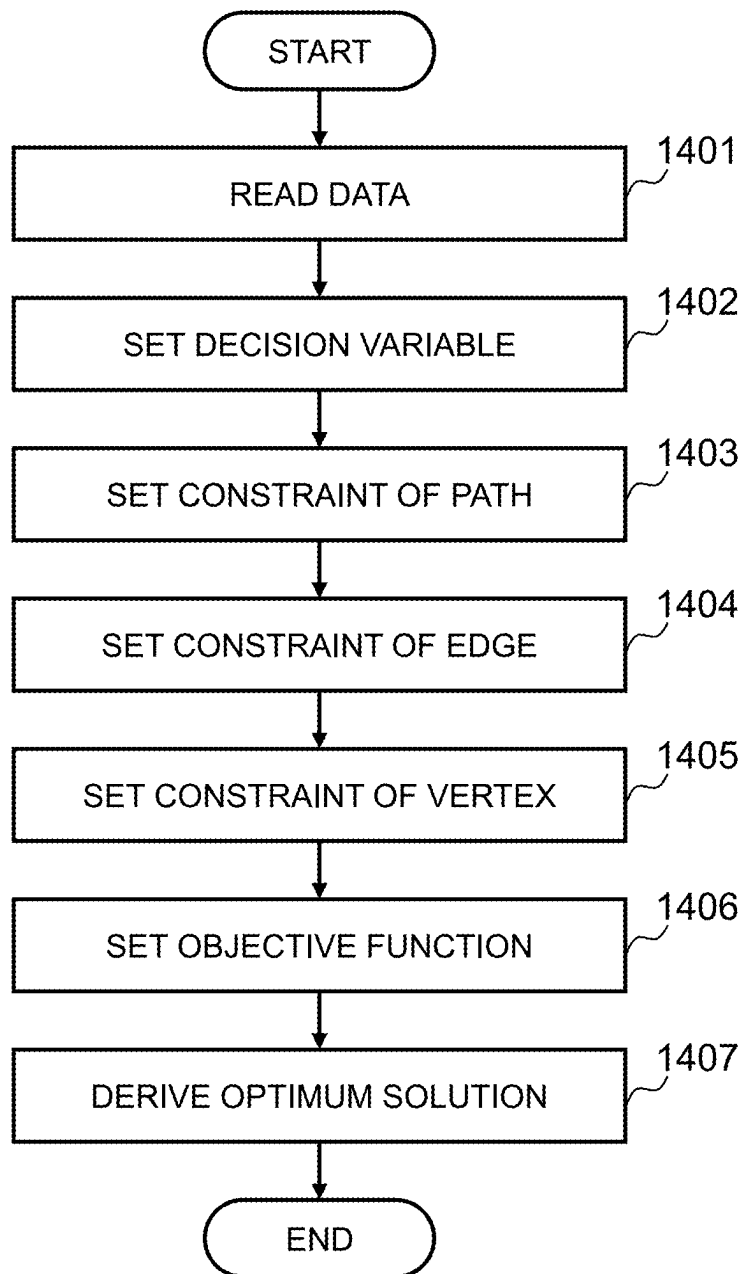 START
1401
READ DATA
1402
SET DECISION VARIABLE
1403
SET CONSTRAINT OF PATH
1404
SET CONSTRAINT OF EDGE
1405
SET CONSTRAINT OF VERTEX
1406
SET OBJECTIVE FUNCTION
1407
DERIVE OPTIMUM SOLUTION
END